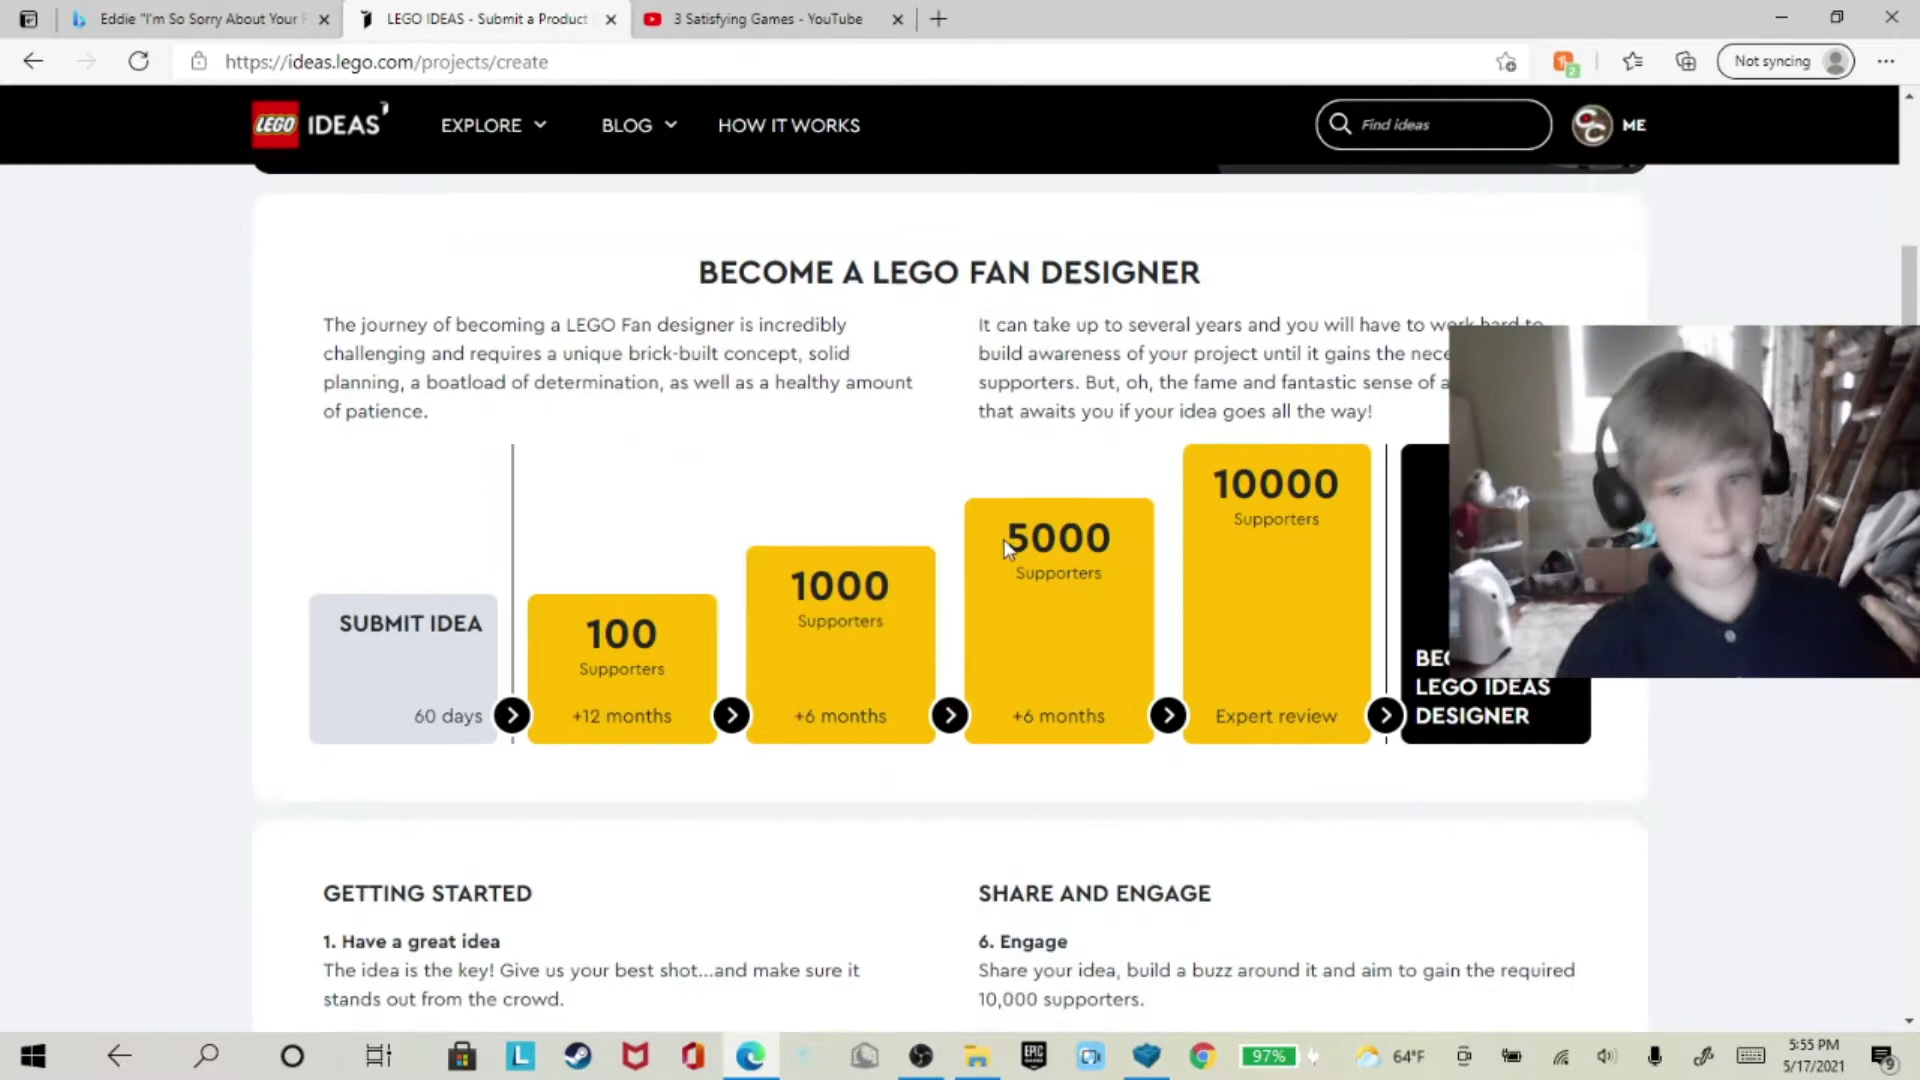 Eddie "I'm So Sorry About Your
LEGO IDEAS - Submit a Product
3 Satisfying Games - YouTube
https://ideas.lego.com/projects/create
Not syncing
LEGO IDEAS
EXPLORE
BLOG
HOW IT WORKS
Find ideas
ME
BECOME A LEGO FAN DESIGNER
The journey of becoming a LEGO Fan designer is incredibly
challenging and requires a unique brick-built concept, solid
planning, a boatload of determination, as well as a healthy amount
of patience.
It can take up to several years and you will have to work hard to
build awareness of your project until it gains the
supporters. But, oh, the fame and fantastic sense of
that awaits you if your idea goes all the way!
SUBMIT IDEA
60 days
100
Supporters
+12 months
1000
Supporters
+6 months
5000
Supporters
+6 months
10000
Supporters
Expert review
LEGO IDEAS
DESIGNER
GETTING STARTED
1. Have a great idea
The idea is the key! Give us your best shot...and make sure it
stands out from the crowd.
SHARE AND ENGAGE
6. Engage
Share your idea, build a buzz around it and aim to gain the required
10,000 supporters.
97%
64°F
5:55 PM
5/17/2021